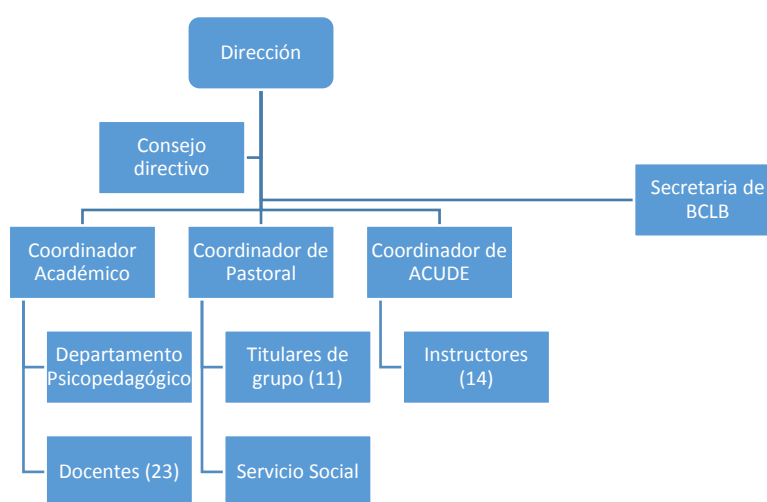 Dirección
Consejo
directivo
Secretaria de
BCLB
Coordinador
Académico
Coordinador de
Pastoral
Coordinador de
ACUDE
Departamento
Psicopedagógico
Titulares de
grupo (11)
Instructores
(14)
Docentes (23)
Servicio Social